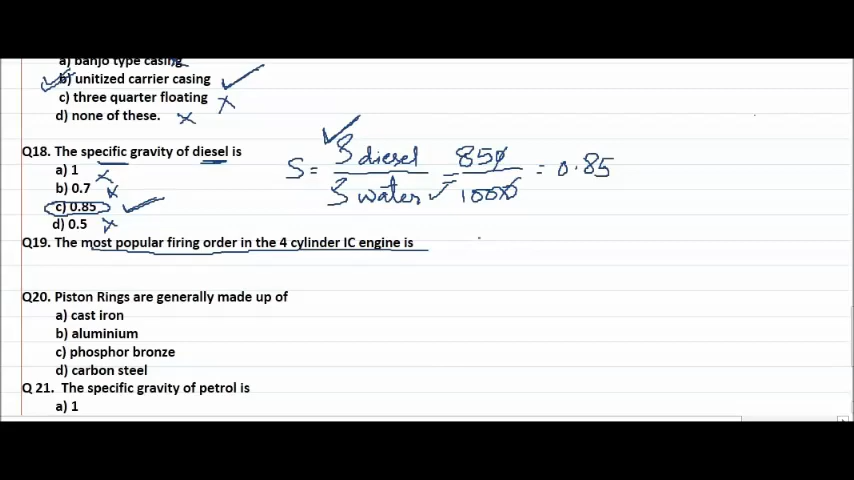 a) banjo type casing
b) unitized carrier casing
c) three quarter floating
d) none of these.
Q18. The specific gravity of diesel is
a) 1
b) 0.7
c) 0.85
d) 0.5
S = ρ diesel / ρ water = 850 / 1000 = 0.85
Q19. The most popular firing order in the 4 cylinder IC engine is
Q20. Piston Rings are generally made up of
a) cast iron
b) aluminium
c) phosphor bronze
d) carbon steel
Q 21. The specific gravity of petrol is
a) 1